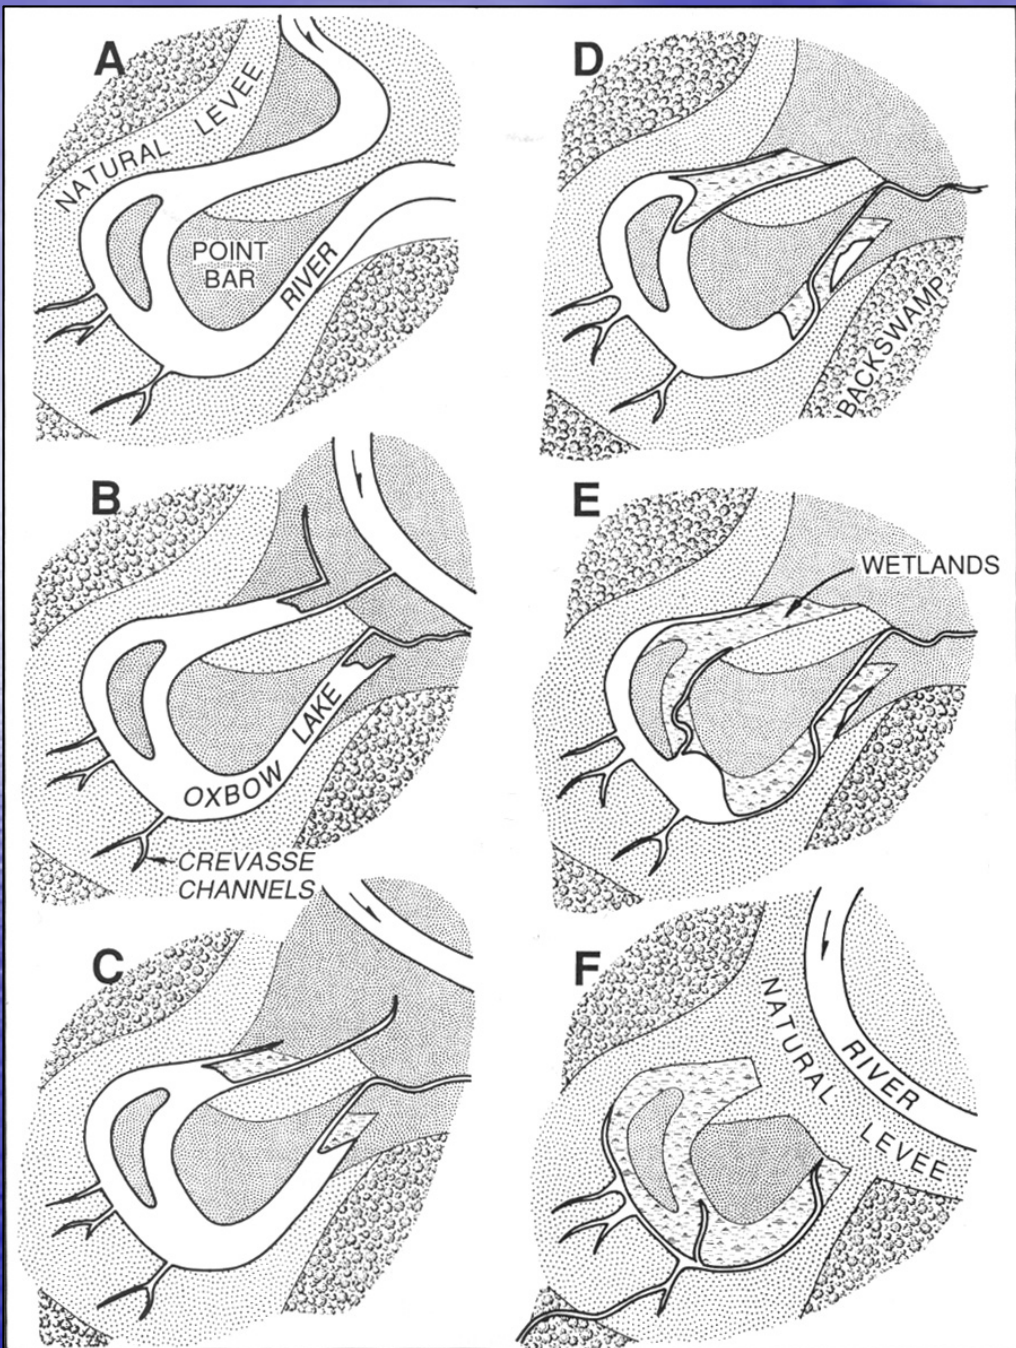 A
NATURAL LEVEE
POINT
BAR
RIVER
B
OXBOW LAKE
CREVASSE
CHANNELS
C
D
BACKSWAMP
E
WETLANDS
F
NATURAL LEVEE
RIVER